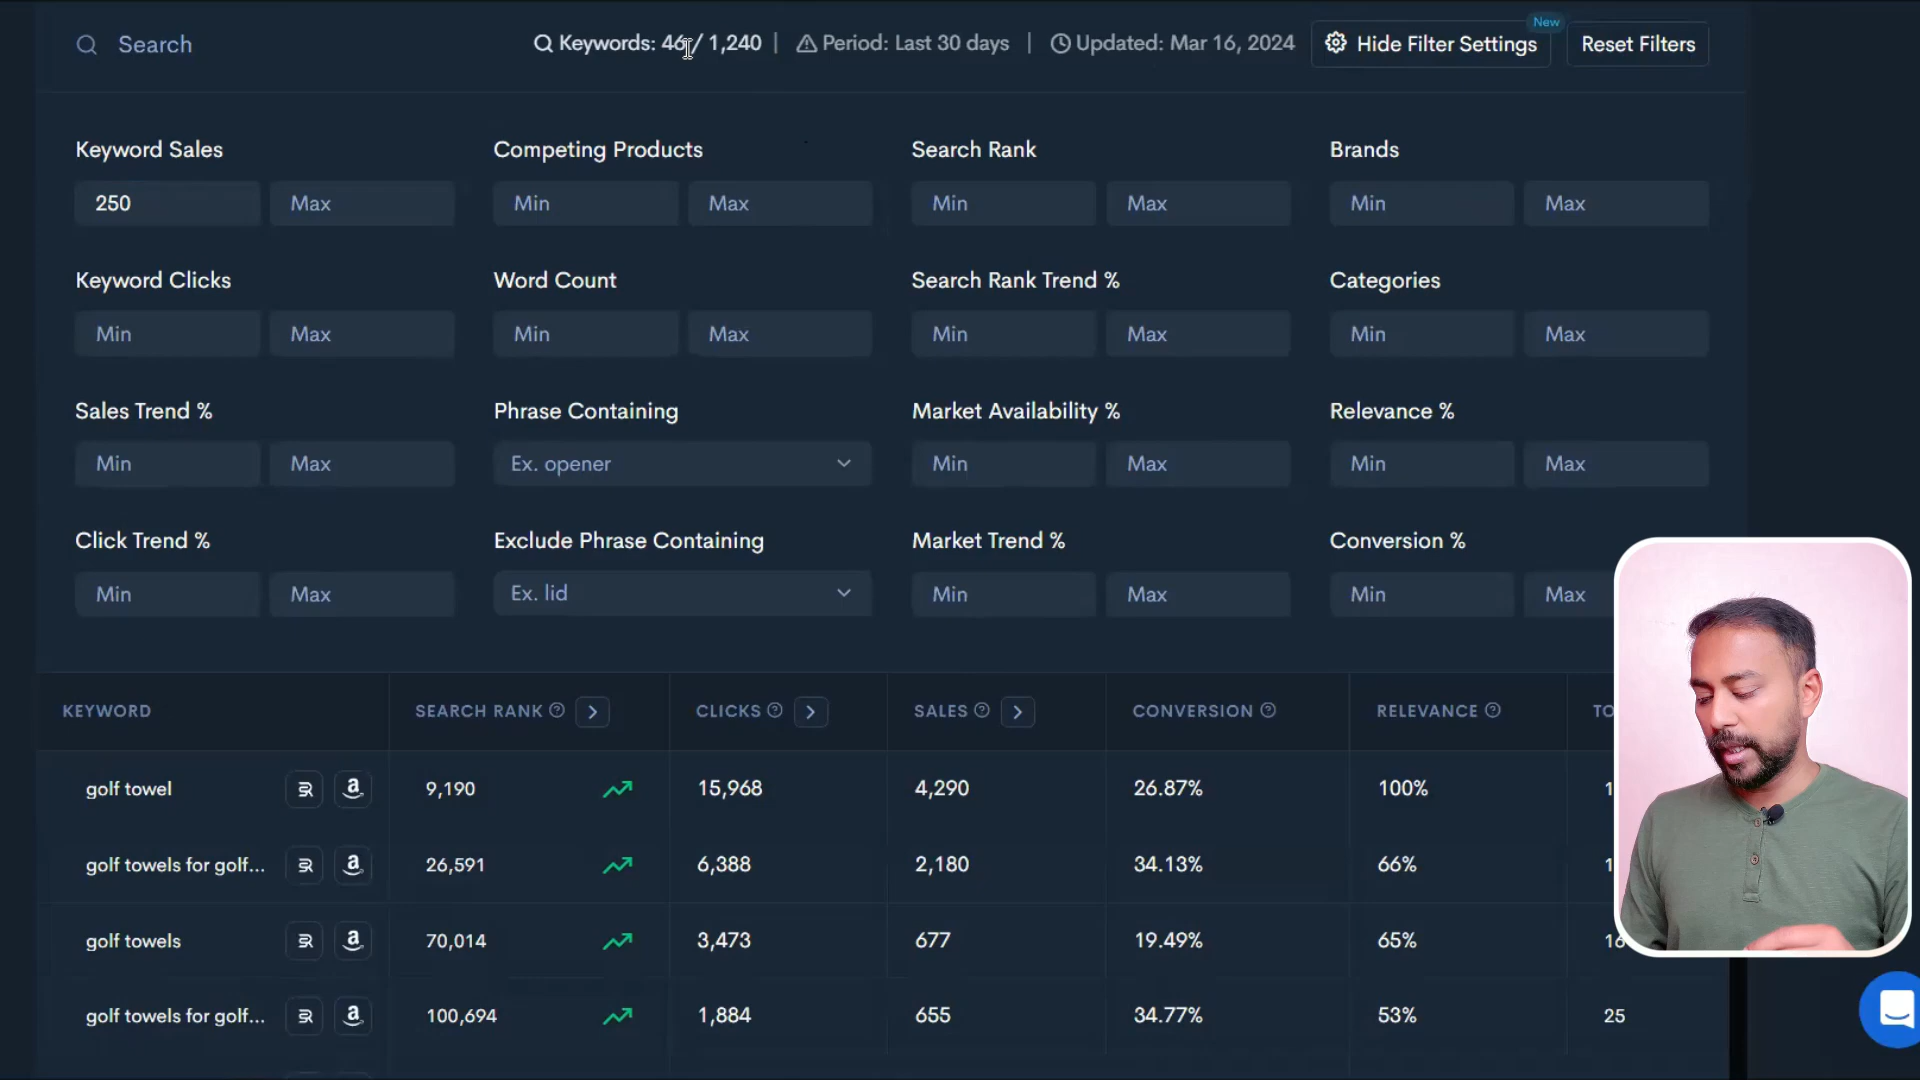 Search
Keywords: 46 / 1,240 | Period: Last 30 days | Updated: Mar 16, 2024
New
Hide Filter Settings
Reset Filters
Keyword Sales
250 Max
Competing Products
Min Max
Search Rank
Min Max
Brands
Min Max
Keyword Clicks
Min Max
Word Count
Min Max
Search Rank Trend %
Min Max
Categories
Min Max
Sales Trend %
Min Max
Phrase Containing
Ex. opener
Market Availability %
Min Max
Relevance %
Min Max
Click Trend %
Min Max
Exclude Phrase Containing
Ex. lid
Market Trend %
Min Max
Conversion %
Min Max
KEYWORD SEARCH RANK CLICKS SALES CONVERSION RELEVANCE
golf towel 9,190 15,968 4,290 26.87% 100%
golf towels for golf... 26,591 6,388 2,180 34.13% 66%
golf towels 70,014 3,473 677 19.49% 65%
golf towels for golf... 100,694 1,884 655 34.77% 53% 25